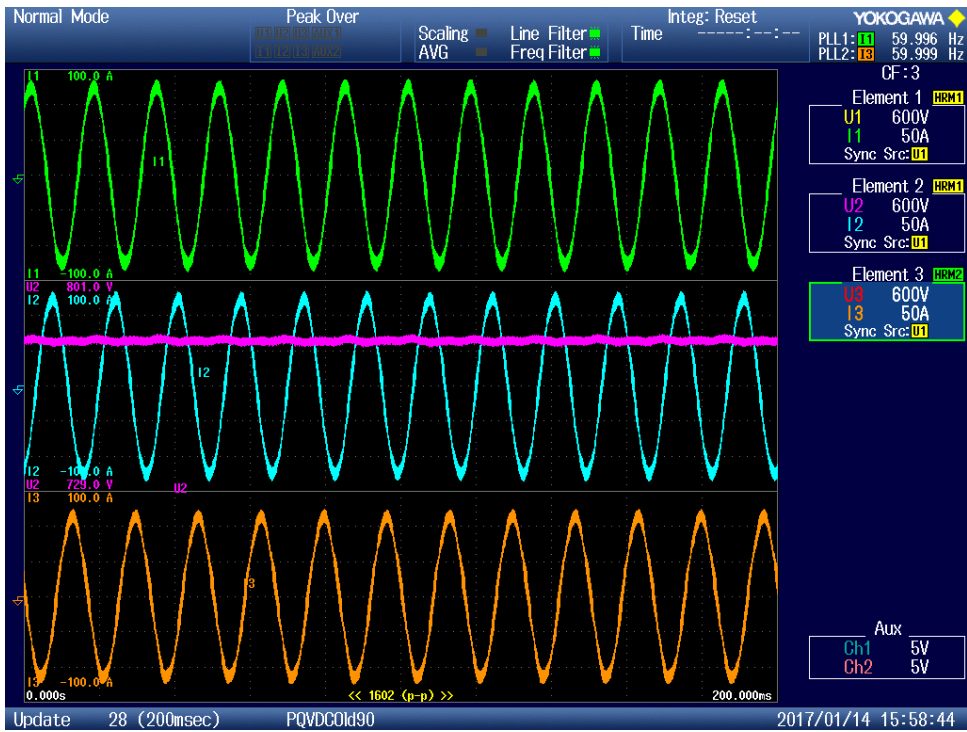 Normal Mode
Peak Over
Scaling
AVG
Line Filter
Freq Filter
Integ: Reset
Time -----:--:--
YOKOGAWA
PLL1: I1 59.996 Hz
PLL2: I3 59.999 Hz
CF:3
I1 100.0 A
I1
I1 -100.0 A
U2 801.0 V
I2 100.0 A
I2
I2 -100.0 A
U2 729.0 V
U2
I3 100.0 A
I3
I3 -100.0 A
0.000s
<< 1602 (p-p) >>
200.000ms
Element 1 HRM1
U1 600V
I1 50A
Sync Src:U1
Element 2 HRM1
U2 600V
I2 50A
Sync Src:U1
Element 3 HRM2
U3 600V
I3 50A
Sync Src:U1
Aux
Ch1 5V
Ch2 5V
Update 28 (200msec)
PQVDCOld90
2017/01/14 15:58:44